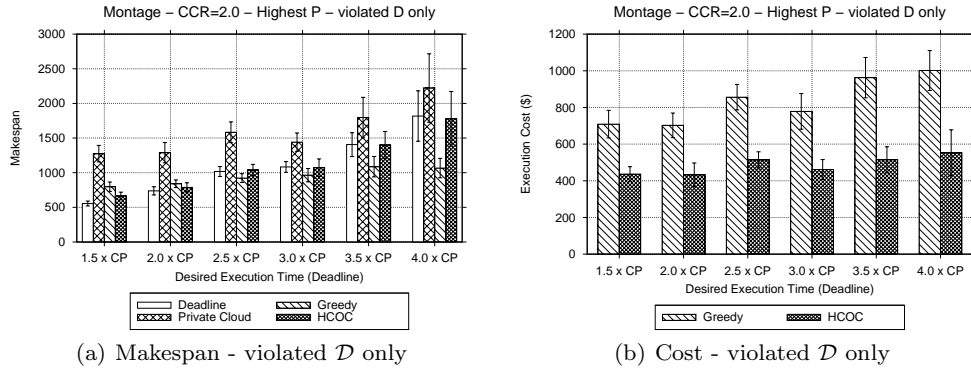 Montage – CCR=2.0 – Highest P – violated D only
Makespan
3000
2500
2000
1500
1000
500
0
1.5 x CP 2.0 x CP 2.5 x CP 3.0 x CP 3.5 x CP 4.0 x CP
Desired Execution Time (Deadline)
Deadline Greedy
Private Cloud HCOC
(a) Makespan - violated 𝒟 only
Montage – CCR=2.0 – Highest P – violated D only
Execution Cost ($)
1200
1000
800
600
400
200
0
1.5 x CP 2.0 x CP 2.5 x CP 3.0 x CP 3.5 x CP 4.0 x CP
Desired Execution Time (Deadline)
Greedy HCOC
(b) Cost - violated 𝒟 only